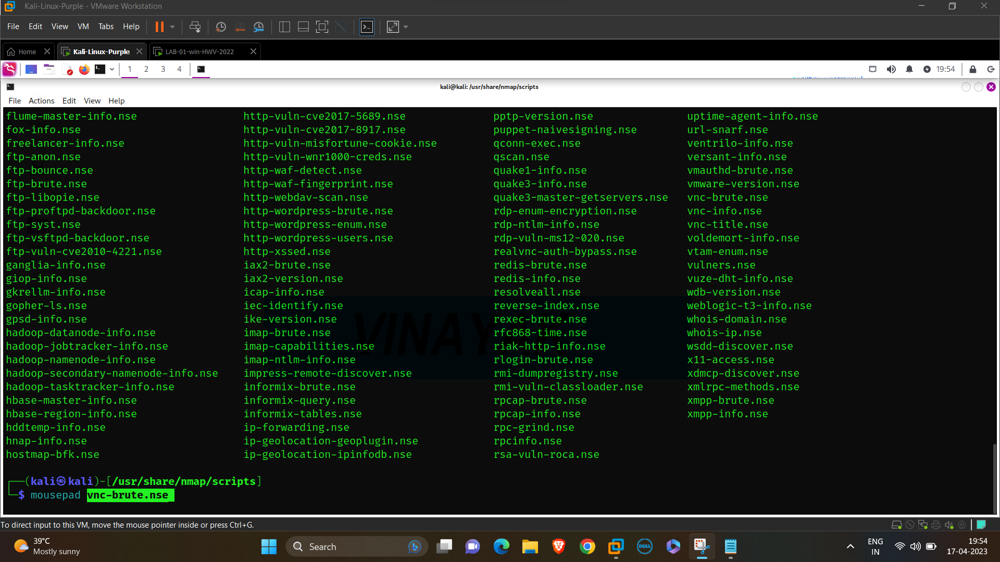 Kali-Linux-Purple - VMware Workstation
File Edit View VM Tabs Help
Home Kali-Linux-Purple LAB-01-win-HWV-2022
1 2 3 4 19:54
kali@kali: /usr/share/nmap/scripts
File Actions Edit View Help
flume-master-info.nse http-vuln-cve2017-5689.nse pptp-version.nse uptime-agent-info.nse
fox-info.nse http-vuln-cve2017-8917.nse puppet-naivesigning.nse url-snarf.nse
freelancer-info.nse http-vuln-misfortune-cookie.nse qconn-exec.nse ventrilo-info.nse
ftp-anon.nse http-vuln-wnr1000-creds.nse qscan.nse versant-info.nse
ftp-bounce.nse http-waf-detect.nse quake1-info.nse vmauthd-brute.nse
ftp-brute.nse http-waf-fingerprint.nse quake3-info.nse vmware-version.nse
ftp-libopie.nse http-webdav-scan.nse quake3-master-getservers.nse vnc-brute.nse
ftp-proftpd-backdoor.nse http-wordpress-brute.nse rdp-enum-encryption.nse vnc-info.nse
ftp-syst.nse http-wordpress-enum.nse rdp-ntlm-info.nse vnc-title.nse
ftp-vsftpd-backdoor.nse http-wordpress-users.nse rdp-vuln-ms12-020.nse voldemort-info.nse
ftp-vuln-cve2010-4221.nse http-xssed.nse realvnc-auth-bypass.nse vtam-enum.nse
ganglia-info.nse iax2-brute.nse redis-brute.nse vulners.nse
giop-info.nse iax2-version.nse redis-info.nse vuze-dht-info.nse
gkrellm-info.nse icap-info.nse resolveall.nse wdb-version.nse
gopher-ls.nse iec-identify.nse reverse-index.nse weblogic-t3-info.nse
gpsd-info.nse ike-version.nse rexec-brute.nse whois-domain.nse
hadoop-datanode-info.nse imap-brute.nse rfc868-time.nse whois-ip.nse
hadoop-jobtracker-info.nse imap-capabilities.nse riak-http-info.nse wsdd-discover.nse
hadoop-namenode-info.nse imap-ntlm-info.nse rlogin-brute.nse x11-access.nse
hadoop-secondary-namenode-info.nse impress-remote-discover.nse rmi-dumpregistry.nse xdmcp-discover.nse
hadoop-tasktracker-info.nse informix-brute.nse rmi-vuln-classloader.nse xmlrpc-methods.nse
hbase-master-info.nse informix-query.nse rpcap-brute.nse xmpp-brute.nse
hbase-region-info.nse informix-tables.nse rpcap-info.nse xmpp-info.nse
hddtemp-info.nse ip-forwarding.nse rpc-grind.nse
hnap-info.nse ip-geolocation-geoplugin.nse rpcinfo.nse
hostmap-bfk.nse ip-geolocation-ipinfodb.nse rsa-vuln-roca.nse
(kali㉿kali)-[/usr/share/nmap/scripts]
$ mousepad vnc-brute.nse
To direct input to this VM, move the mouse pointer inside or press Ctrl+G.
39°C
Mostly sunny
Search
DELL
ENG
IN
19:54
17-04-2023